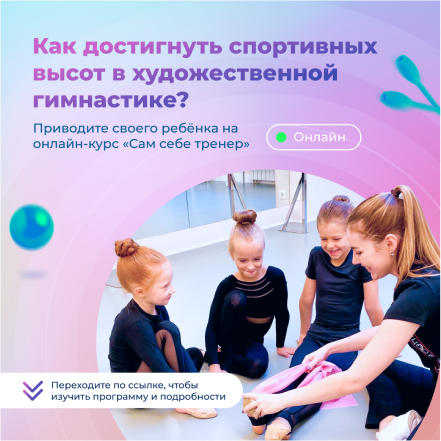 Как достигнуть спортивных
высот в художественной
гимнастике?
Приводите своего ребёнка на
онлайн-курс «Сам себе тренер»
Онлайн
Переходите по ссылке, чтобы
изучить программу и подробности